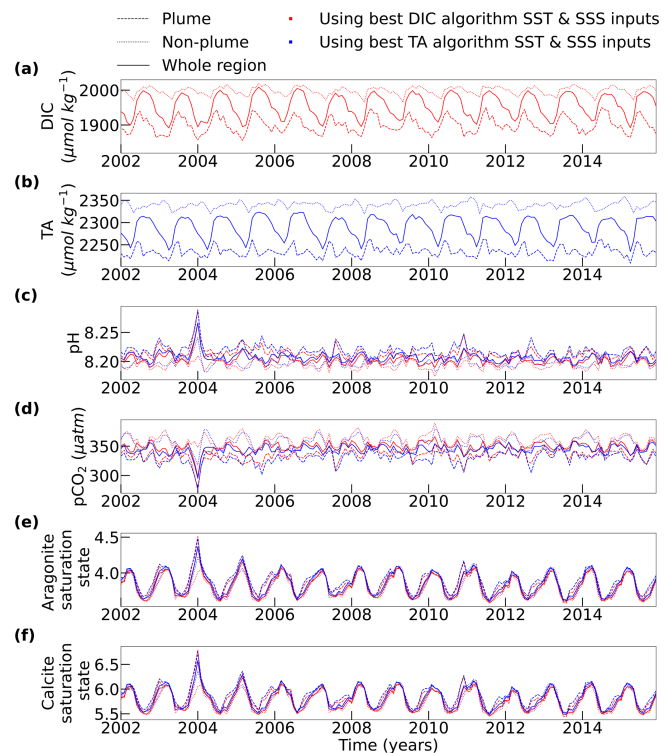 Plume
Non-plume
Whole region
Using best DIC algorithm SST & SSS inputs
Using best TA algorithm SST & SSS inputs
(a)
DIC
(μmol kg⁻¹)
2000
1900
2002 2004 2006 2008 2010 2012 2014
(b)
TA
(μmol kg⁻¹)
2350
2300
2250
2002 2004 2006 2008 2010 2012 2014
(c)
pH
8.25
8.20
2002 2004 2006 2008 2010 2012 2014
(d)
pCO₂ (μatm)
350
300
2002 2004 2006 2008 2010 2012 2014
(e)
Aragonite
saturation
state
4.5
4.0
2002 2004 2006 2008 2010 2012 2014
(f)
Calcite
saturation
state
6.5
6.0
5.5
2002 2004 2006 2008 2010 2012 2014
Time (years)